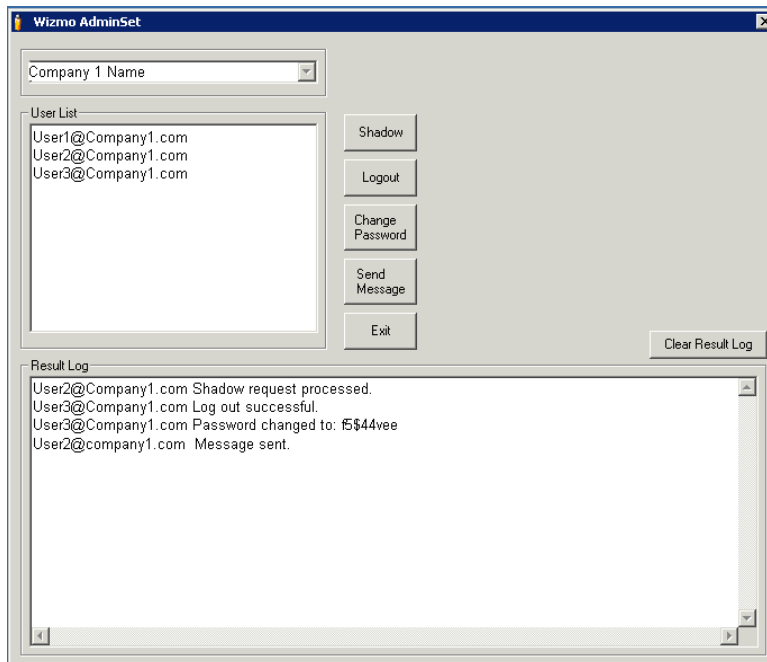 Wizmo AdminSet
Company 1 Name
User List
User1@Company1.com
User2@Company1.com
User3@Company1.com
Shadow
Logout
Change
Password
Send
Message
Exit
Clear Result Log
Result Log
User2@Company1.com Shadow request processed.
User3@Company1.com Log out successful.
User3@Company1.com Password changed to: f5$44vee
User2@company1.com  Message sent.